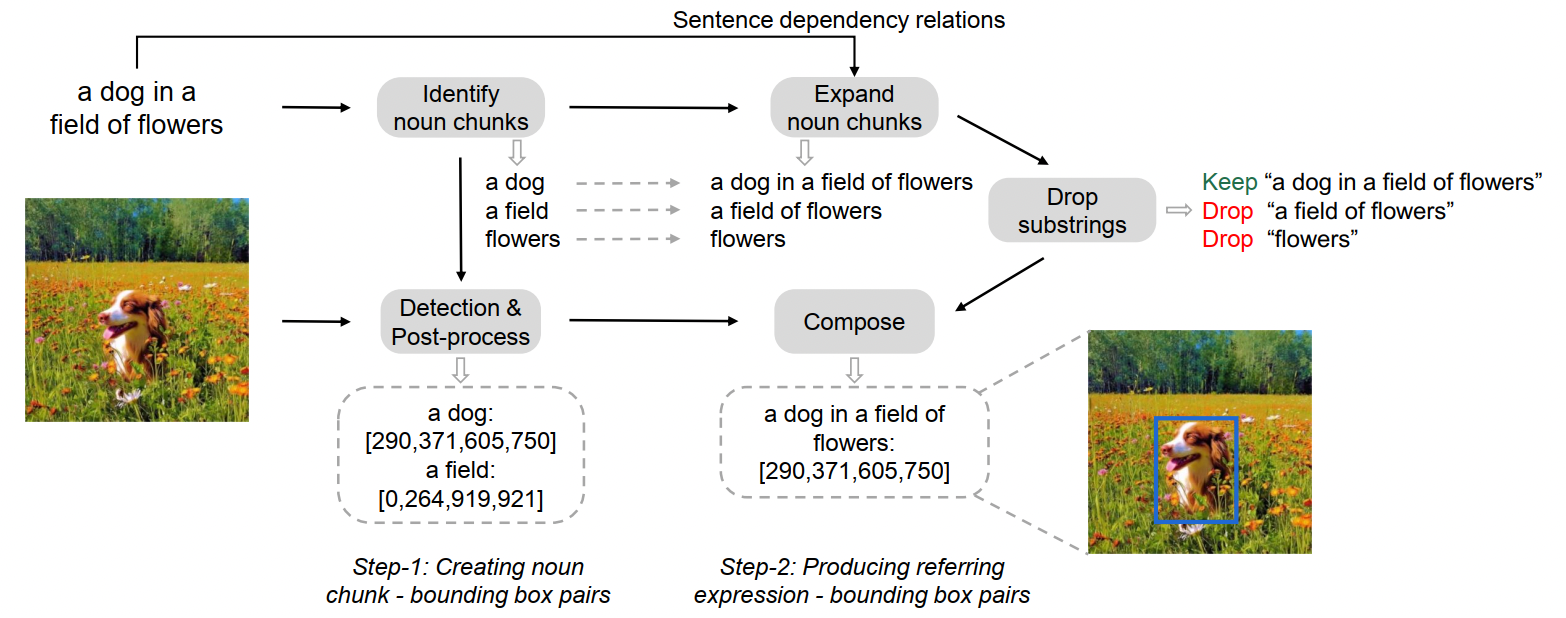 Sentence dependency relations
a dog in a
field of flowers
Identify
noun chunks
Expand
noun chunks
a dog
a field
flowers
a dog in a field of flowers
a field of flowers
flowers
Drop
substrings
Keep “a dog in a field of flowers”
Drop “a field of flowers”
Drop “flowers”
Detection &
Post-process
Compose
a dog:
[290,371,605,750]
a field:
[0,264,919,921]
a dog in a field of
flowers:
[290,371,605,750]
Step-1: Creating noun
chunk - bounding box pairs
Step-2: Producing referring
expression - bounding box pairs